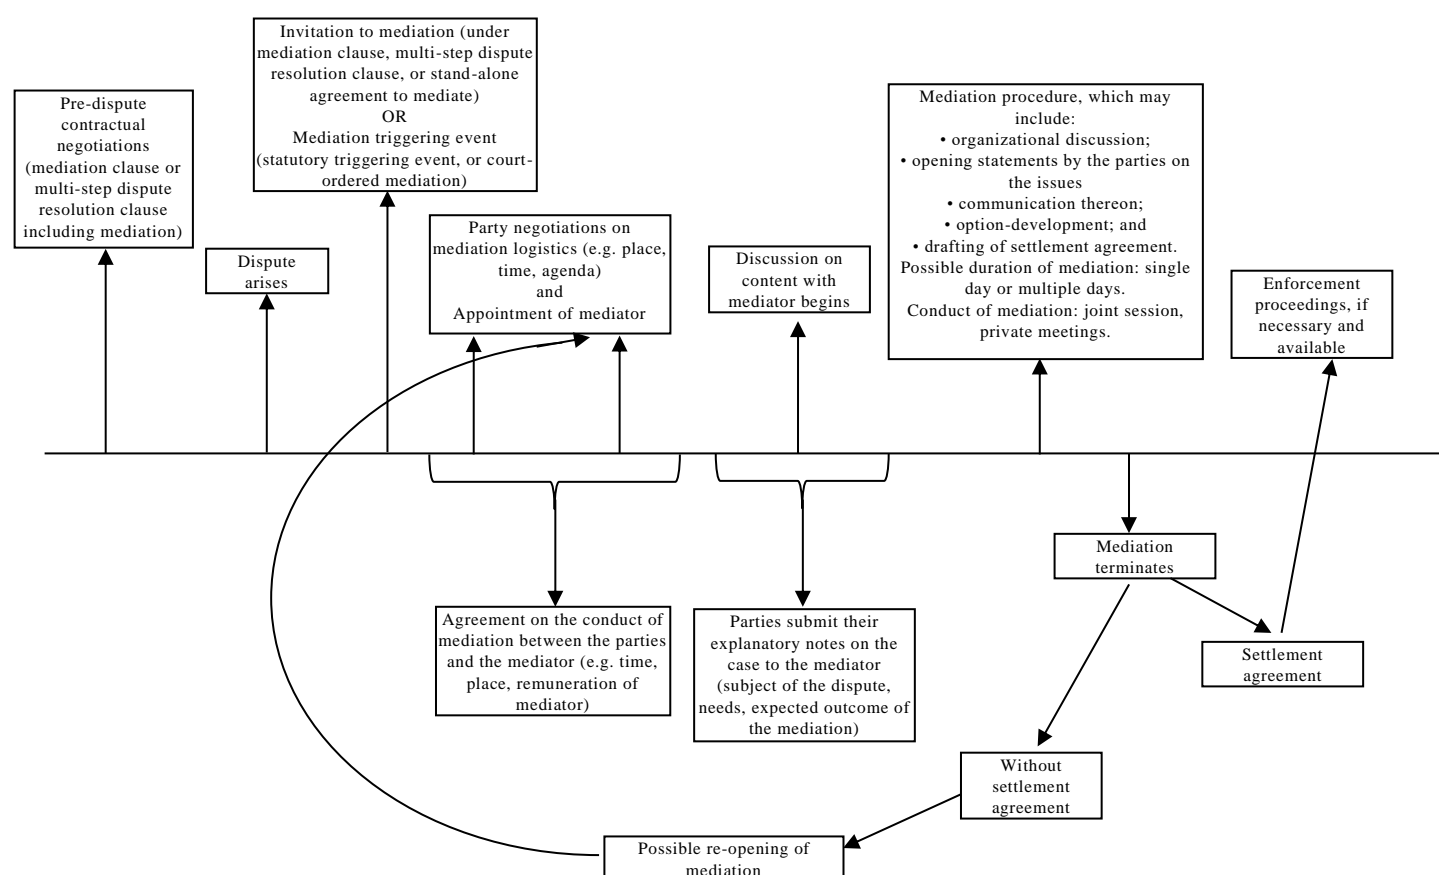 Pre-dispute
contractual
negotiations
(mediation clause or
multi-step dispute
resolution clause
including mediation)
Dispute
arises
Invitation to mediation (under
mediation clause, multi-step dispute
resolution clause, or stand-alone
agreement to mediate)
OR
Mediation triggering event
(statutory triggering event, or court-
ordered mediation)
Party negotiations on
mediation logistics (e.g. place,
time, agenda)
and
Appointment of mediator
Discussion on
content with
mediator begins
Mediation procedure, which may
include:
• organizational discussion;
• opening statements by the parties on
the issues
• communication thereon;
• option-development; and
• drafting of settlement agreement.
Possible duration of mediation: single
day or multiple days.
Conduct of mediation: joint session,
private meetings.
Enforcement
proceedings, if
necessary and
available
Agreement on the conduct of
mediation between the parties
and the mediator (e.g. time,
place, remuneration of
mediator)
Parties submit their
explanatory notes on the
case to the mediator
(subject of the dispute,
needs, expected outcome of
the mediation)
Mediation
terminates
Settlement
agreement
Without
settlement
agreement
Possible re-opening of
mediation